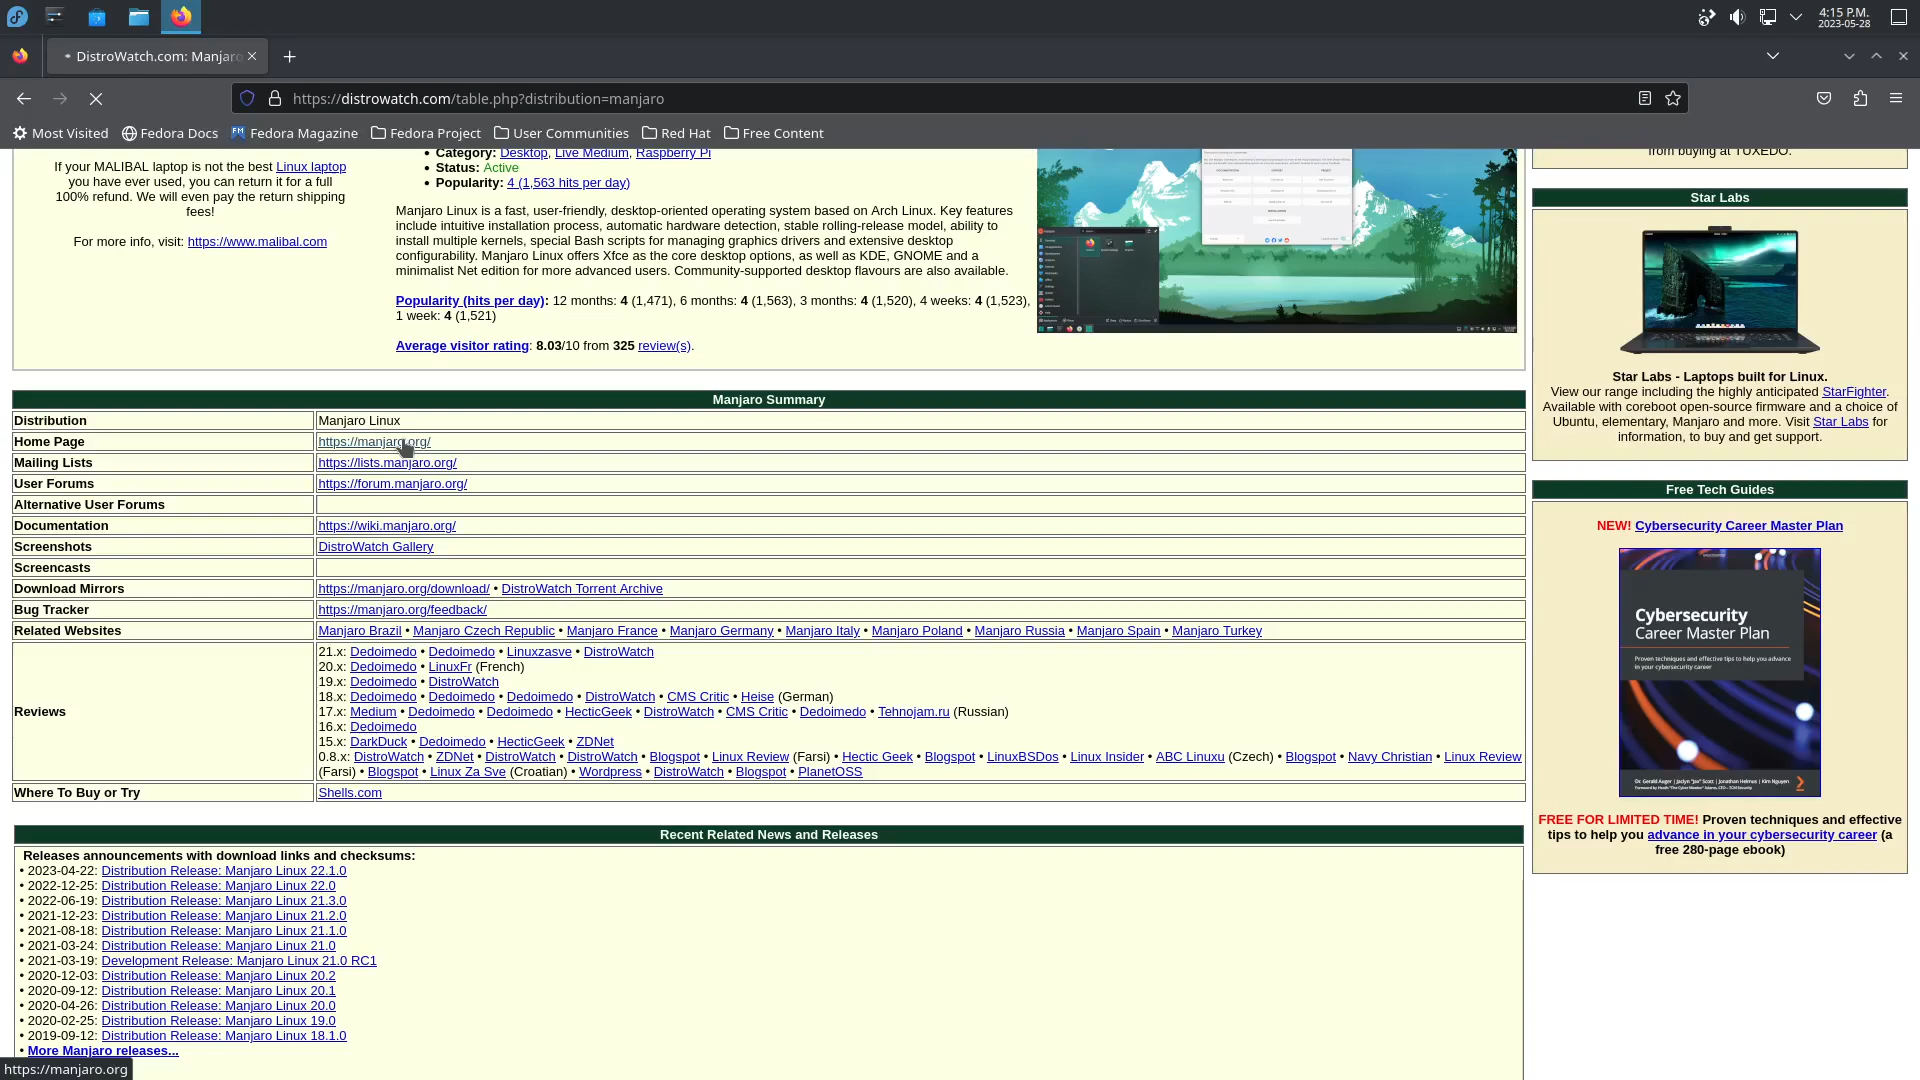 4:15 P.M.
2023-05-28
DistroWatch.com: Manjaro
https://distrowatch.com/table.php?distribution=manjaro
Most Visited Fedora Docs Fedora Magazine Fedora Project User Communities Red Hat Free Content
If your MALIBAL laptop is not the best Linux laptop
you have ever used, you can return it for a full
100% refund. We will even pay the return shipping
fees!
For more info, visit: https://www.malibal.com
• Category: Desktop, Live Medium, Raspberry Pi
• Status: Active
• Popularity: 4 (1,563 hits per day)
Manjaro Linux is a fast, user-friendly, desktop-oriented operating system based on Arch Linux. Key features
include intuitive installation process, automatic hardware detection, stable rolling-release model, ability to
install multiple kernels, special Bash scripts for managing graphics drivers and extensive desktop
configurability. Manjaro Linux offers Xfce as the core desktop options, as well as KDE, GNOME and a
minimalist Net edition for more advanced users. Community-supported desktop flavours are also available.
Popularity (hits per day): 12 months: 4 (1,471), 6 months: 4 (1,563), 3 months: 4 (1,520), 4 weeks: 4 (1,523),
1 week: 4 (1,521)
Average visitor rating: 8.03/10 from 325 review(s).
Manjaro Summary
Distribution Manjaro Linux
Home Page https://manjaro.org/
Mailing Lists https://lists.manjaro.org/
User Forums https://forum.manjaro.org/
Alternative User Forums
Documentation https://wiki.manjaro.org/
Screenshots DistroWatch Gallery
Screencasts
Download Mirrors https://manjaro.org/download/ • DistroWatch Torrent Archive
Bug Tracker https://manjaro.org/feedback/
Related Websites Manjaro Brazil • Manjaro Czech Republic • Manjaro France • Manjaro Germany • Manjaro Italy • Manjaro Poland • Manjaro Russia • Manjaro Spain • Manjaro Turkey
Reviews
21.x: Dedoimedo • Dedoimedo • Linuxzasve • DistroWatch
20.x: Dedoimedo • LinuxFr (French)
19.x: Dedoimedo • DistroWatch
18.x: Dedoimedo • Dedoimedo • Dedoimedo • DistroWatch • CMS Critic • Heise (German)
17.x: Medium • Dedoimedo • Dedoimedo • HecticGeek • DistroWatch • CMS Critic • Dedoimedo • Tehnojam.ru (Russian)
16.x: Dedoimedo
15.x: DarkDuck • Dedoimedo • HecticGeek • ZDNet
0.8.x: DistroWatch • ZDNet • DistroWatch • DistroWatch • Blogspot • Linux Review (Farsi) • Hectic Geek • Blogspot • LinuxBSDos • Linux Insider • ABC Linuxu (Czech) • Blogspot • Navy Christian • Linux Review
(Farsi) • Blogspot • Linux Za Sve (Croatian) • Wordpress • DistroWatch • Blogspot • PlanetOSS
Where To Buy or Try Shells.com
Recent Related News and Releases
Releases announcements with download links and checksums:
• 2023-04-22: Distribution Release: Manjaro Linux 22.1.0
• 2022-12-25: Distribution Release: Manjaro Linux 22.0
• 2022-06-19: Distribution Release: Manjaro Linux 21.3.0
• 2021-12-23: Distribution Release: Manjaro Linux 21.2.0
• 2021-08-18: Distribution Release: Manjaro Linux 21.1.0
• 2021-03-24: Distribution Release: Manjaro Linux 21.0
• 2021-03-19: Development Release: Manjaro Linux 21.0 RC1
• 2020-12-03: Distribution Release: Manjaro Linux 20.2
• 2020-09-12: Distribution Release: Manjaro Linux 20.1
• 2020-04-26: Distribution Release: Manjaro Linux 20.0
• 2020-02-25: Distribution Release: Manjaro Linux 19.0
• 2019-09-12: Distribution Release: Manjaro Linux 18.1.0
• More Manjaro releases...
https://manjaro.org
from buying at TUXEDO.
Star Labs
Star Labs - Laptops built for Linux.
View our range including the highly anticipated StarFighter.
Available with coreboot open-source firmware and a choice of
Ubuntu, elementary, Manjaro and more. Visit Star Labs for
information, to buy and get support.
Free Tech Guides
NEW! Cybersecurity Career Master Plan
Cybersecurity
Career Master Plan
Proven techniques and effective tips to help you advance
in your cybersecurity career
Dr. Gerald Auger | Jaclyn "Jax" Scott | Jonathan Helmus | Kim Nguyen
FREE FOR LIMITED TIME! Proven techniques and effective
tips to help you advance in your cybersecurity career (a
free 280-page ebook)